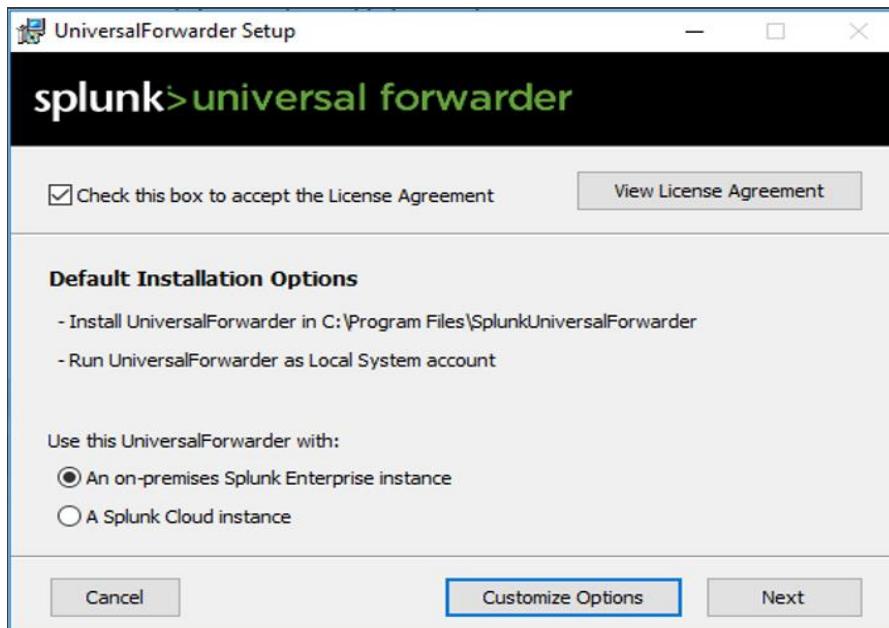 UniversalForwarder Setup
splunk>universal forwarder
Check this box to accept the License Agreement
View License Agreement
Default Installation Options
- Install UniversalForwarder in C:\Program Files\SplunkUniversalForwarder
- Run UniversalForwarder as Local System account
Use this UniversalForwarder with:
An on-premises Splunk Enterprise instance
A Splunk Cloud instance
Cancel
Customize Options
Next